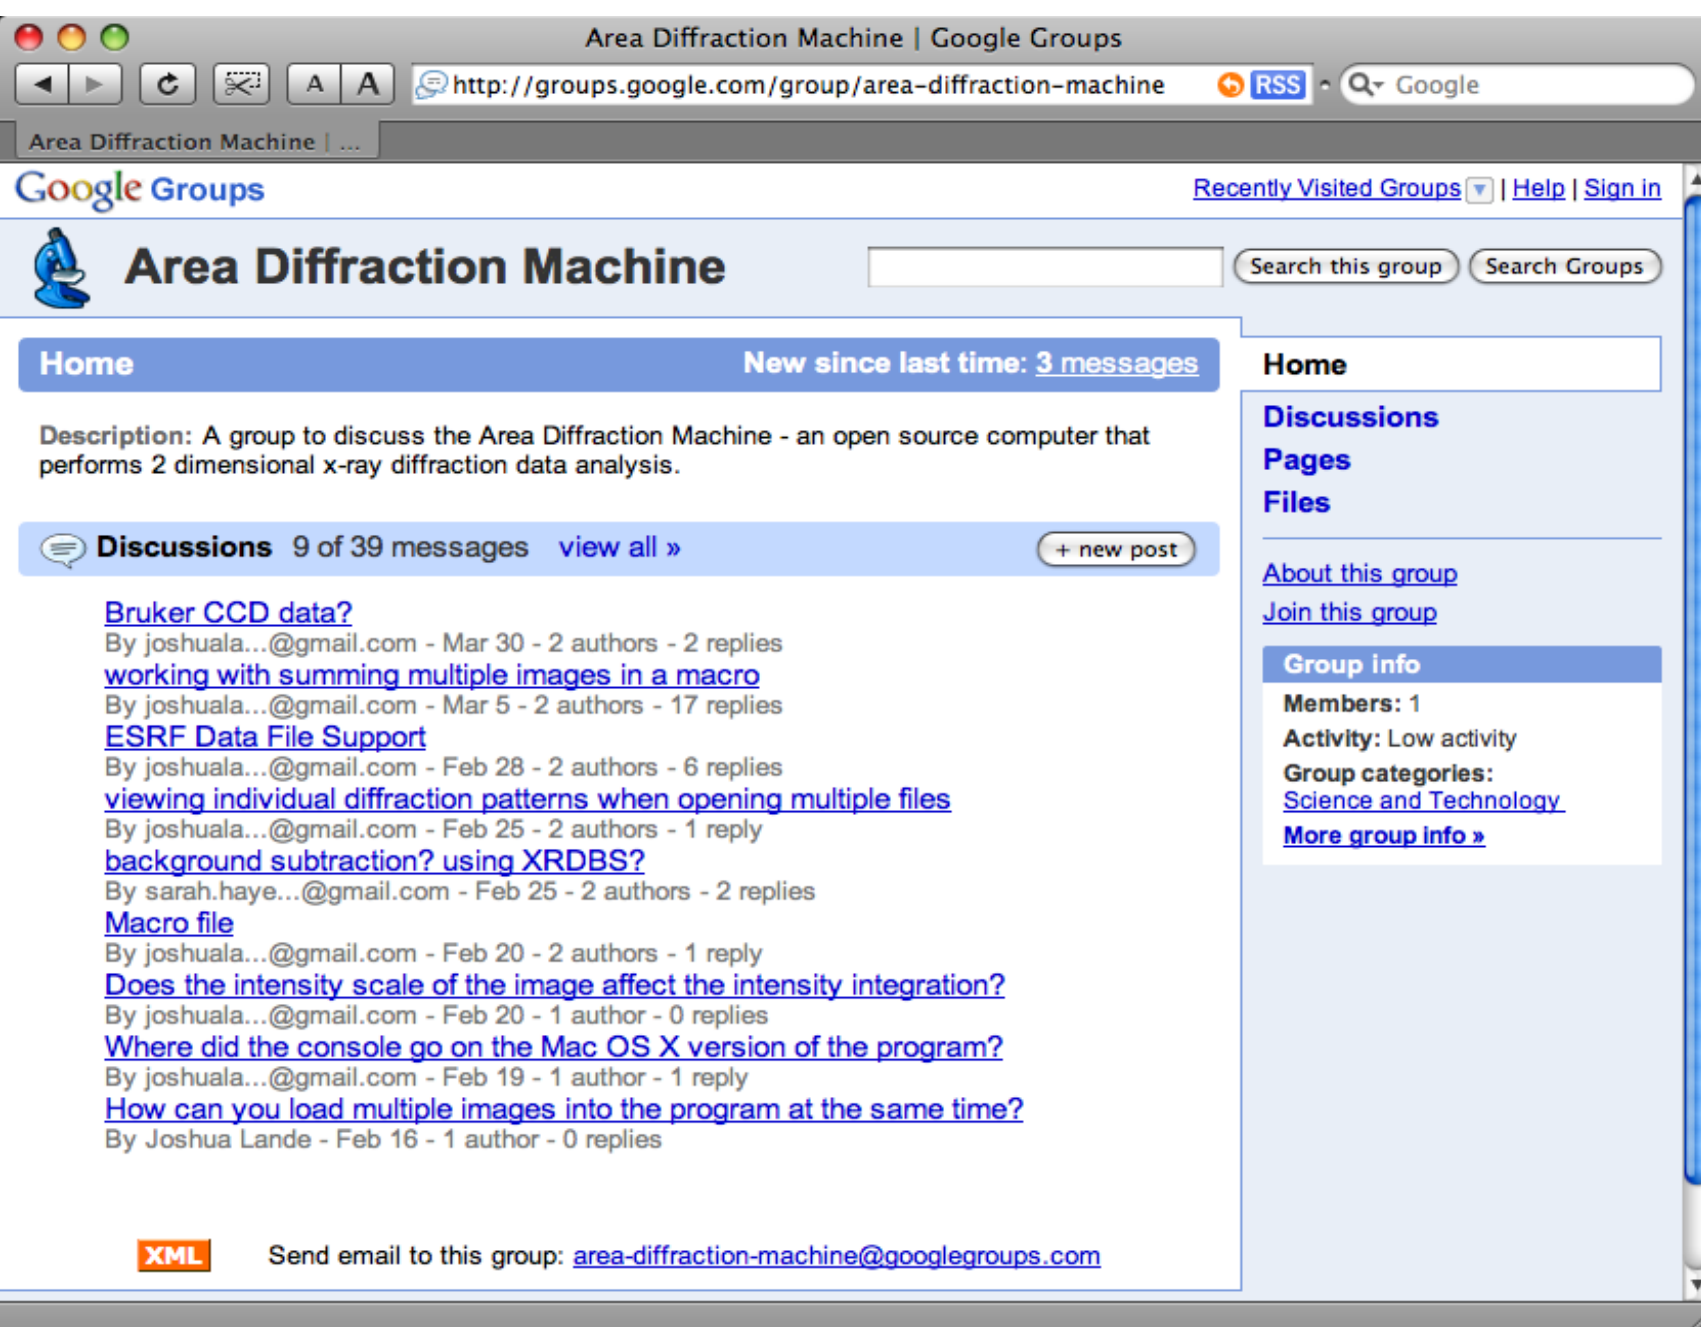 Area Diffraction Machine | Google Groups
A A http://groups.google.com/group/area-diffraction-machine RSS Google
Area Diffraction Machine | ...
Google Groups
Recently Visited Groups | Help | Sign in
Area Diffraction Machine
Search this group Search Groups
Home New since last time: 3 messages
Description: A group to discuss the Area Diffraction Machine - an open source computer that
performs 2 dimensional x-ray diffraction data analysis.
Discussions 9 of 39 messages view all » + new post
Bruker CCD data?
By joshuala...@gmail.com - Mar 30 - 2 authors - 2 replies
working with summing multiple images in a macro
By joshuala...@gmail.com - Mar 5 - 2 authors - 17 replies
ESRF Data File Support
By joshuala...@gmail.com - Feb 28 - 2 authors - 6 replies
viewing individual diffraction patterns when opening multiple files
By joshuala...@gmail.com - Feb 25 - 2 authors - 1 reply
background subtraction? using XRDBS?
By sarah.haye...@gmail.com - Feb 25 - 2 authors - 2 replies
Macro file
By joshuala...@gmail.com - Feb 20 - 2 authors - 1 reply
Does the intensity scale of the image affect the intensity integration?
By joshuala...@gmail.com - Feb 20 - 1 author - 0 replies
Where did the console go on the Mac OS X version of the program?
By joshuala...@gmail.com - Feb 19 - 1 author - 1 reply
How can you load multiple images into the program at the same time?
By Joshua Lande - Feb 16 - 1 author - 0 replies
XML Send email to this group: area-diffraction-machine@googlegroups.com
Home
Discussions
Pages
Files
About this group
Join this group
Group info
Members: 1
Activity: Low activity
Group categories:
Science and Technology
More group info »